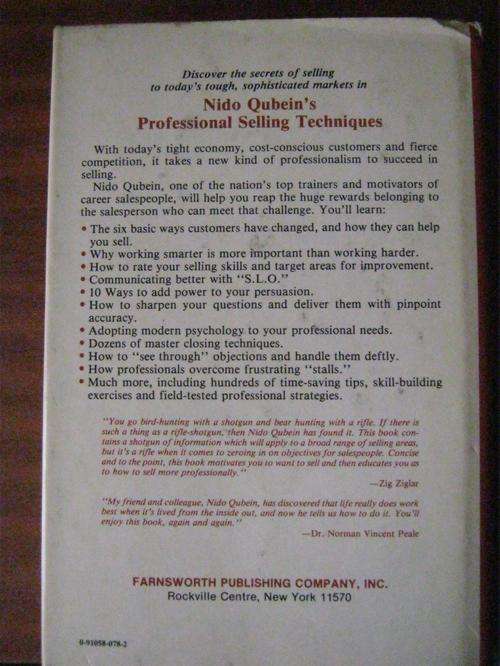 Discover the secrets of selling
to today's tough, sophisticated markets in
Nido Qubein's
Professional Selling Techniques
With today's tight economy, cost-conscious customers and fierce
competition, it takes a new kind of professionalism to succeed in
selling.
Nido Qubein, one of the nation's top trainers and motivators of
career salespeople, will help you reap the huge rewards belonging to
the salesperson who can meet that challenge. You'll learn:
• The six basic ways customers have changed, and how they can help
you sell.
• Why working smarter is more important than working harder.
• How to rate your selling skills and target areas for improvement.
• Communicating better with "S.L.O."
• 10 Ways to add power to your persuasion.
• How to sharpen your questions and deliver them with pinpoint
accuracy.
• Adopting modern psychology to your professional needs.
• Dozens of master closing techniques.
• How to "see through" objections and handle them deftly.
• How professionals overcome frustrating "stalls."
• Much more, including hundreds of time-saving tips, skill-building
exercises and field-tested professional strategies.
"You go bird-hunting with a shotgun and bear hunting with a rifle. If there is
such a thing as a rifle-shotgun, then Nido Qubein has found it. This book con-
tains a shotgun of information which will apply to a broad range of selling areas,
but it's a rifle when it comes to zeroing in on objectives for salespeople. Concise
and to the point, this book motivates you to want to sell and then educates you as
to how to sell more professionally."
—Zig Ziglar
"My friend and colleague, Nido Qubein, has discovered that life really does work
best when it's lived from the inside out, and now he tells us how to do it. You'll
enjoy this book, again and again."
—Dr. Norman Vincent Peale
FARNSWORTH PUBLISHING COMPANY, INC.
Rockville Centre, New York 11570
0-91058-078-2